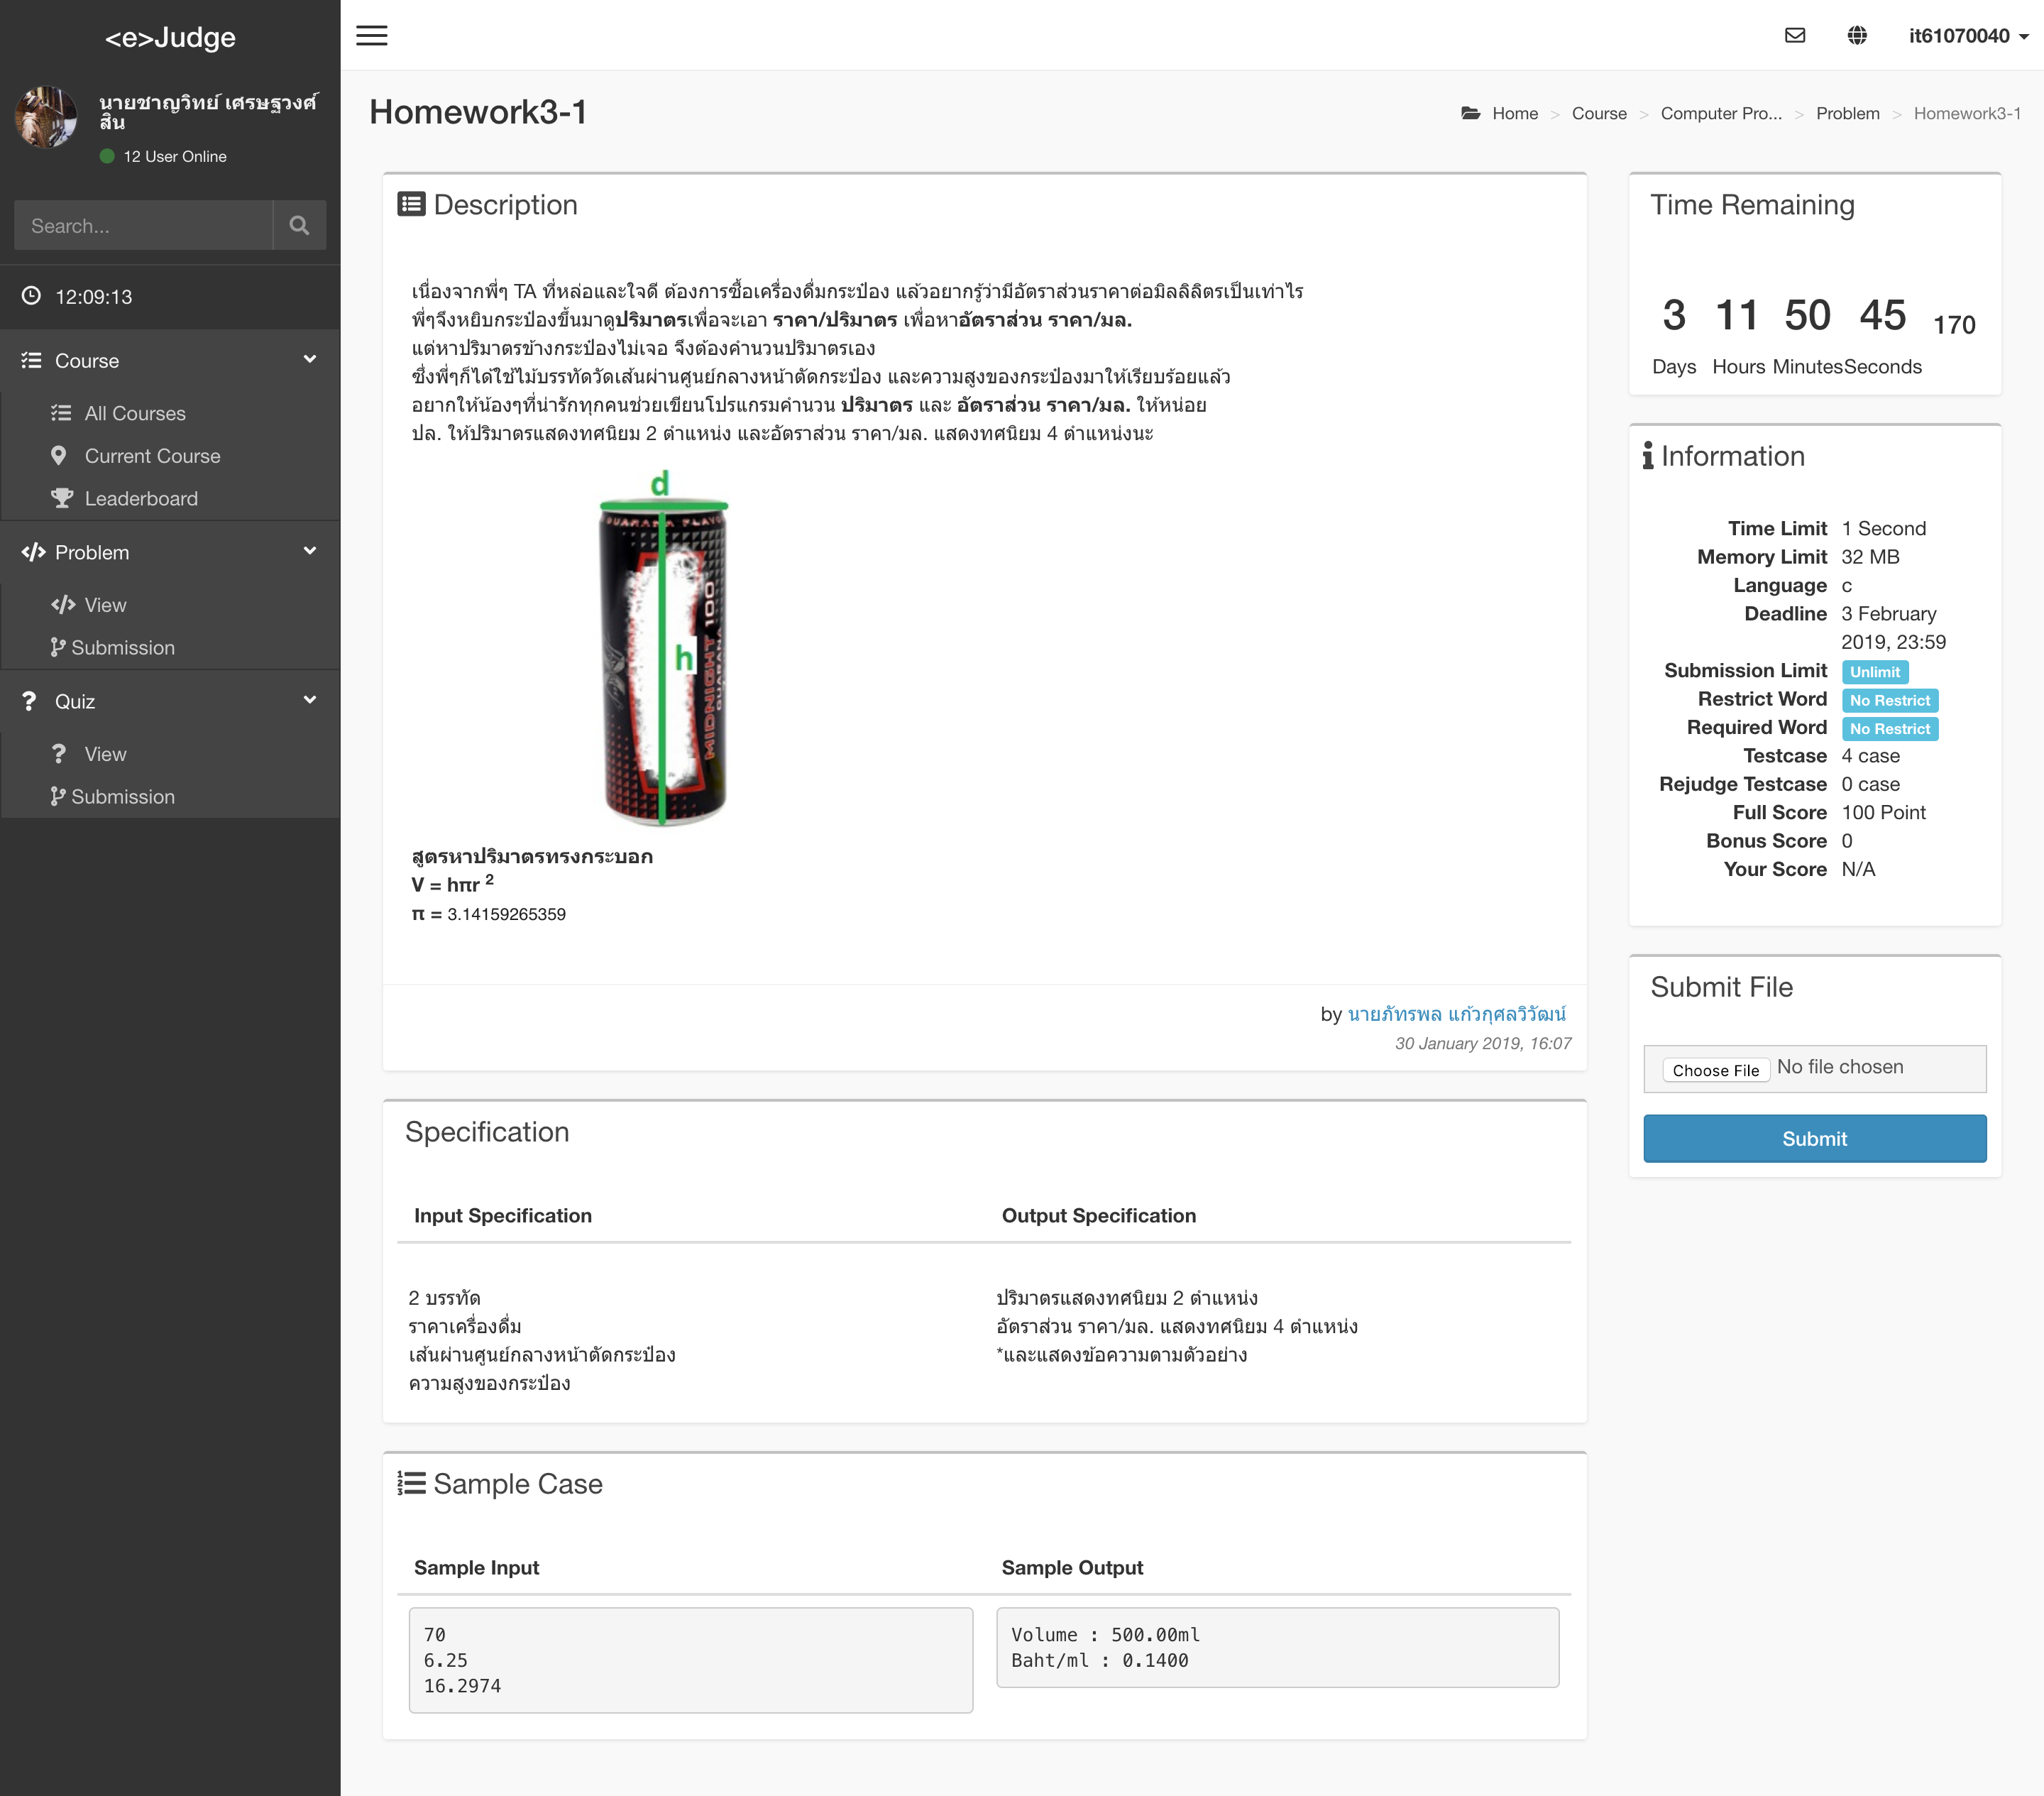 <e>Judge
it61070040
นายชาญวิทย์ เศรษฐวงศ์
สิน
12 User Online
Search...
12:09:13
Course
All Courses
Current Course
Leaderboard
Problem
View
Submission
Quiz
View
Submission
Homework3-1
Home > Course > Computer Pro... > Problem > Homework3-1
Description
เนื่องจากพี่ๆ TA ที่หล่อและใจดี ต้องการซื้อเครื่องดื่มกระป๋อง แล้วอยากรู้ว่ามีอัตราส่วนราคาต่อมิลลิลิตรเป็นเท่าไร
พี่ๆจึงหยิบกระป๋องขึ้นมาดูปริมาตรเพื่อจะเอา ราคา/ปริมาตร เพื่อหาอัตราส่วน ราคา/มล.
แต่หาปริมาตรข้างกระป๋องไม่เจอ จึงต้องคำนวนปริมาตรเอง
ซึ่งพี่ๆก็ได้ใช้ไม้บรรทัดวัดเส้นผ่านศูนย์กลางหน้าตัดกระป๋อง และความสูงของกระป๋องมาให้เรียบร้อยแล้ว
อยากให้น้องๆที่น่ารักทุกคนช่วยเขียนโปรแกรมคำนวน ปริมาตร และ อัตราส่วน ราคา/มล. ให้หน่อย
ปล. ให้ปริมาตรแสดงทศนิยม 2 ตำแหน่ง และอัตราส่วน ราคา/มล. แสดงทศนิยม 4 ตำแหน่งนะ
d
GUARANA FLAVO
h
MIDNIGHT 100
GUARANA
สูตรหาปริมาตรทรงกระบอก
V = hπr 2
π = 3.14159265359
by นายภัทรพล แก้วกุศลวิวัฒน์
30 January 2019, 16:07
Specification
Input Specification
2 บรรทัด
ราคาเครื่องดื่ม
เส้นผ่านศูนย์กลางหน้าตัดกระป๋อง
ความสูงของกระป๋อง
Output Specification
ปริมาตรแสดงทศนิยม 2 ตำแหน่ง
อัตราส่วน ราคา/มล. แสดงทศนิยม 4 ตำแหน่ง
*และแสดงข้อความตามตัวอย่าง
Sample Case
Sample Input
70
6.25
16.2974
Sample Output
Volume : 500.00ml
Baht/ml : 0.1400
Time Remaining
3 11 50 45 170
Days Hours Minutes Seconds
Information
Time Limit 1 Second
Memory Limit 32 MB
Language c
Deadline 3 February
2019, 23:59
Submission Limit Unlimit
Restrict Word No Restrict
Required Word No Restrict
Testcase 4 case
Rejudge Testcase 0 case
Full Score 100 Point
Bonus Score 0
Your Score N/A
Submit File
Choose File No file chosen
Submit